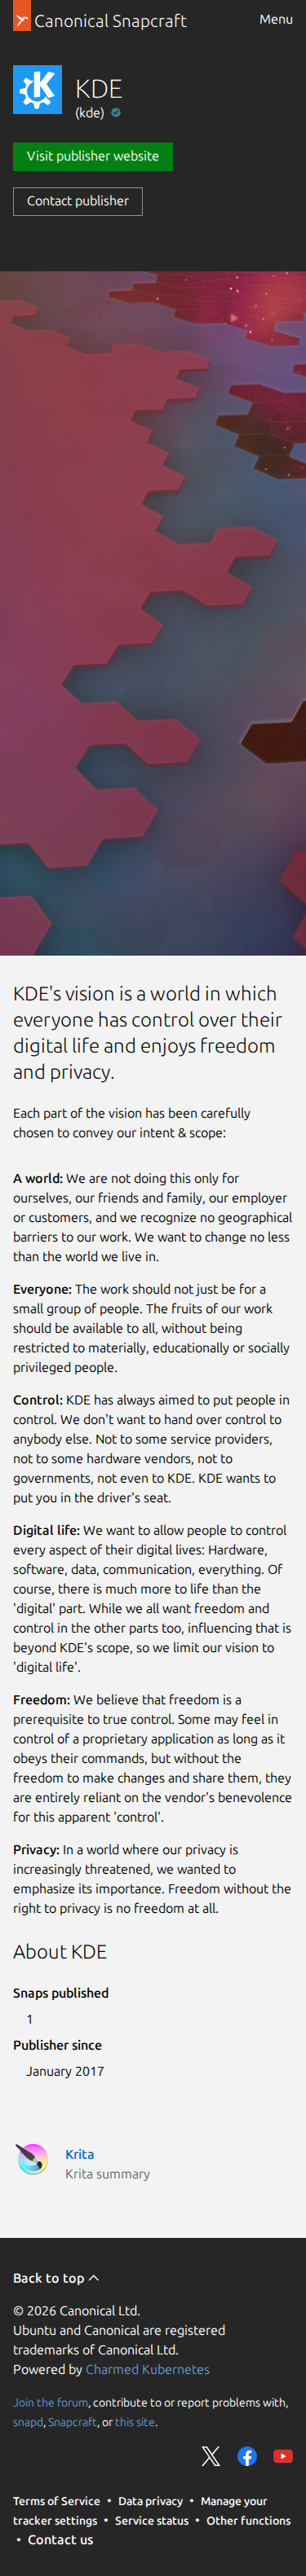 Canonical Snapcraft
Menu
KDE
(kde)
Visit publisher website
Contact publisher
KDE's vision is a world in which
everyone has control over their
digital life and enjoys freedom
and privacy.
Each part of the vision has been carefully
chosen to convey our intent & scope:
A world: We are not doing this only for
ourselves, our friends and family, our employer
or customers, and we recognize no geographical
barriers to our work. We want to change no less
than the world we live in.
Everyone: The work should not just be for a
small group of people. The fruits of our work
should be available to all, without being
restricted to materially, educationally or socially
privileged people.
Control: KDE has always aimed to put people in
control. We don't want to hand over control to
anybody else. Not to some service providers,
not to some hardware vendors, not to
governments, not even to KDE. KDE wants to
put you in the driver's seat.
Digital life: We want to allow people to control
every aspect of their digital lives: Hardware,
software, data, communication, everything. Of
course, there is much more to life than the
'digital' part. While we all want freedom and
control in the other parts too, influencing that is
beyond KDE's scope, so we limit our vision to
'digital life'.
Freedom: We believe that freedom is a
prerequisite to true control. Some may feel in
control of a proprietary application as long as it
obeys their commands, but without the
freedom to make changes and share them, they
are entirely reliant on the vendor's benevolence
for this apparent 'control'.
Privacy: In a world where our privacy is
increasingly threatened, we wanted to
emphasize its importance. Freedom without the
right to privacy is no freedom at all.
About KDE
Snaps published
1
Publisher since
January 2017
Krita
Krita summary
Back to top
© 2026 Canonical Ltd.
Ubuntu and Canonical are registered
trademarks of Canonical Ltd.
Powered by Charmed Kubernetes
Join the forum, contribute to or report problems with,
snapd, Snapcraft, or this site.
Terms of Service • Data privacy • Manage your
tracker settings • Service status • Other functions
• Contact us